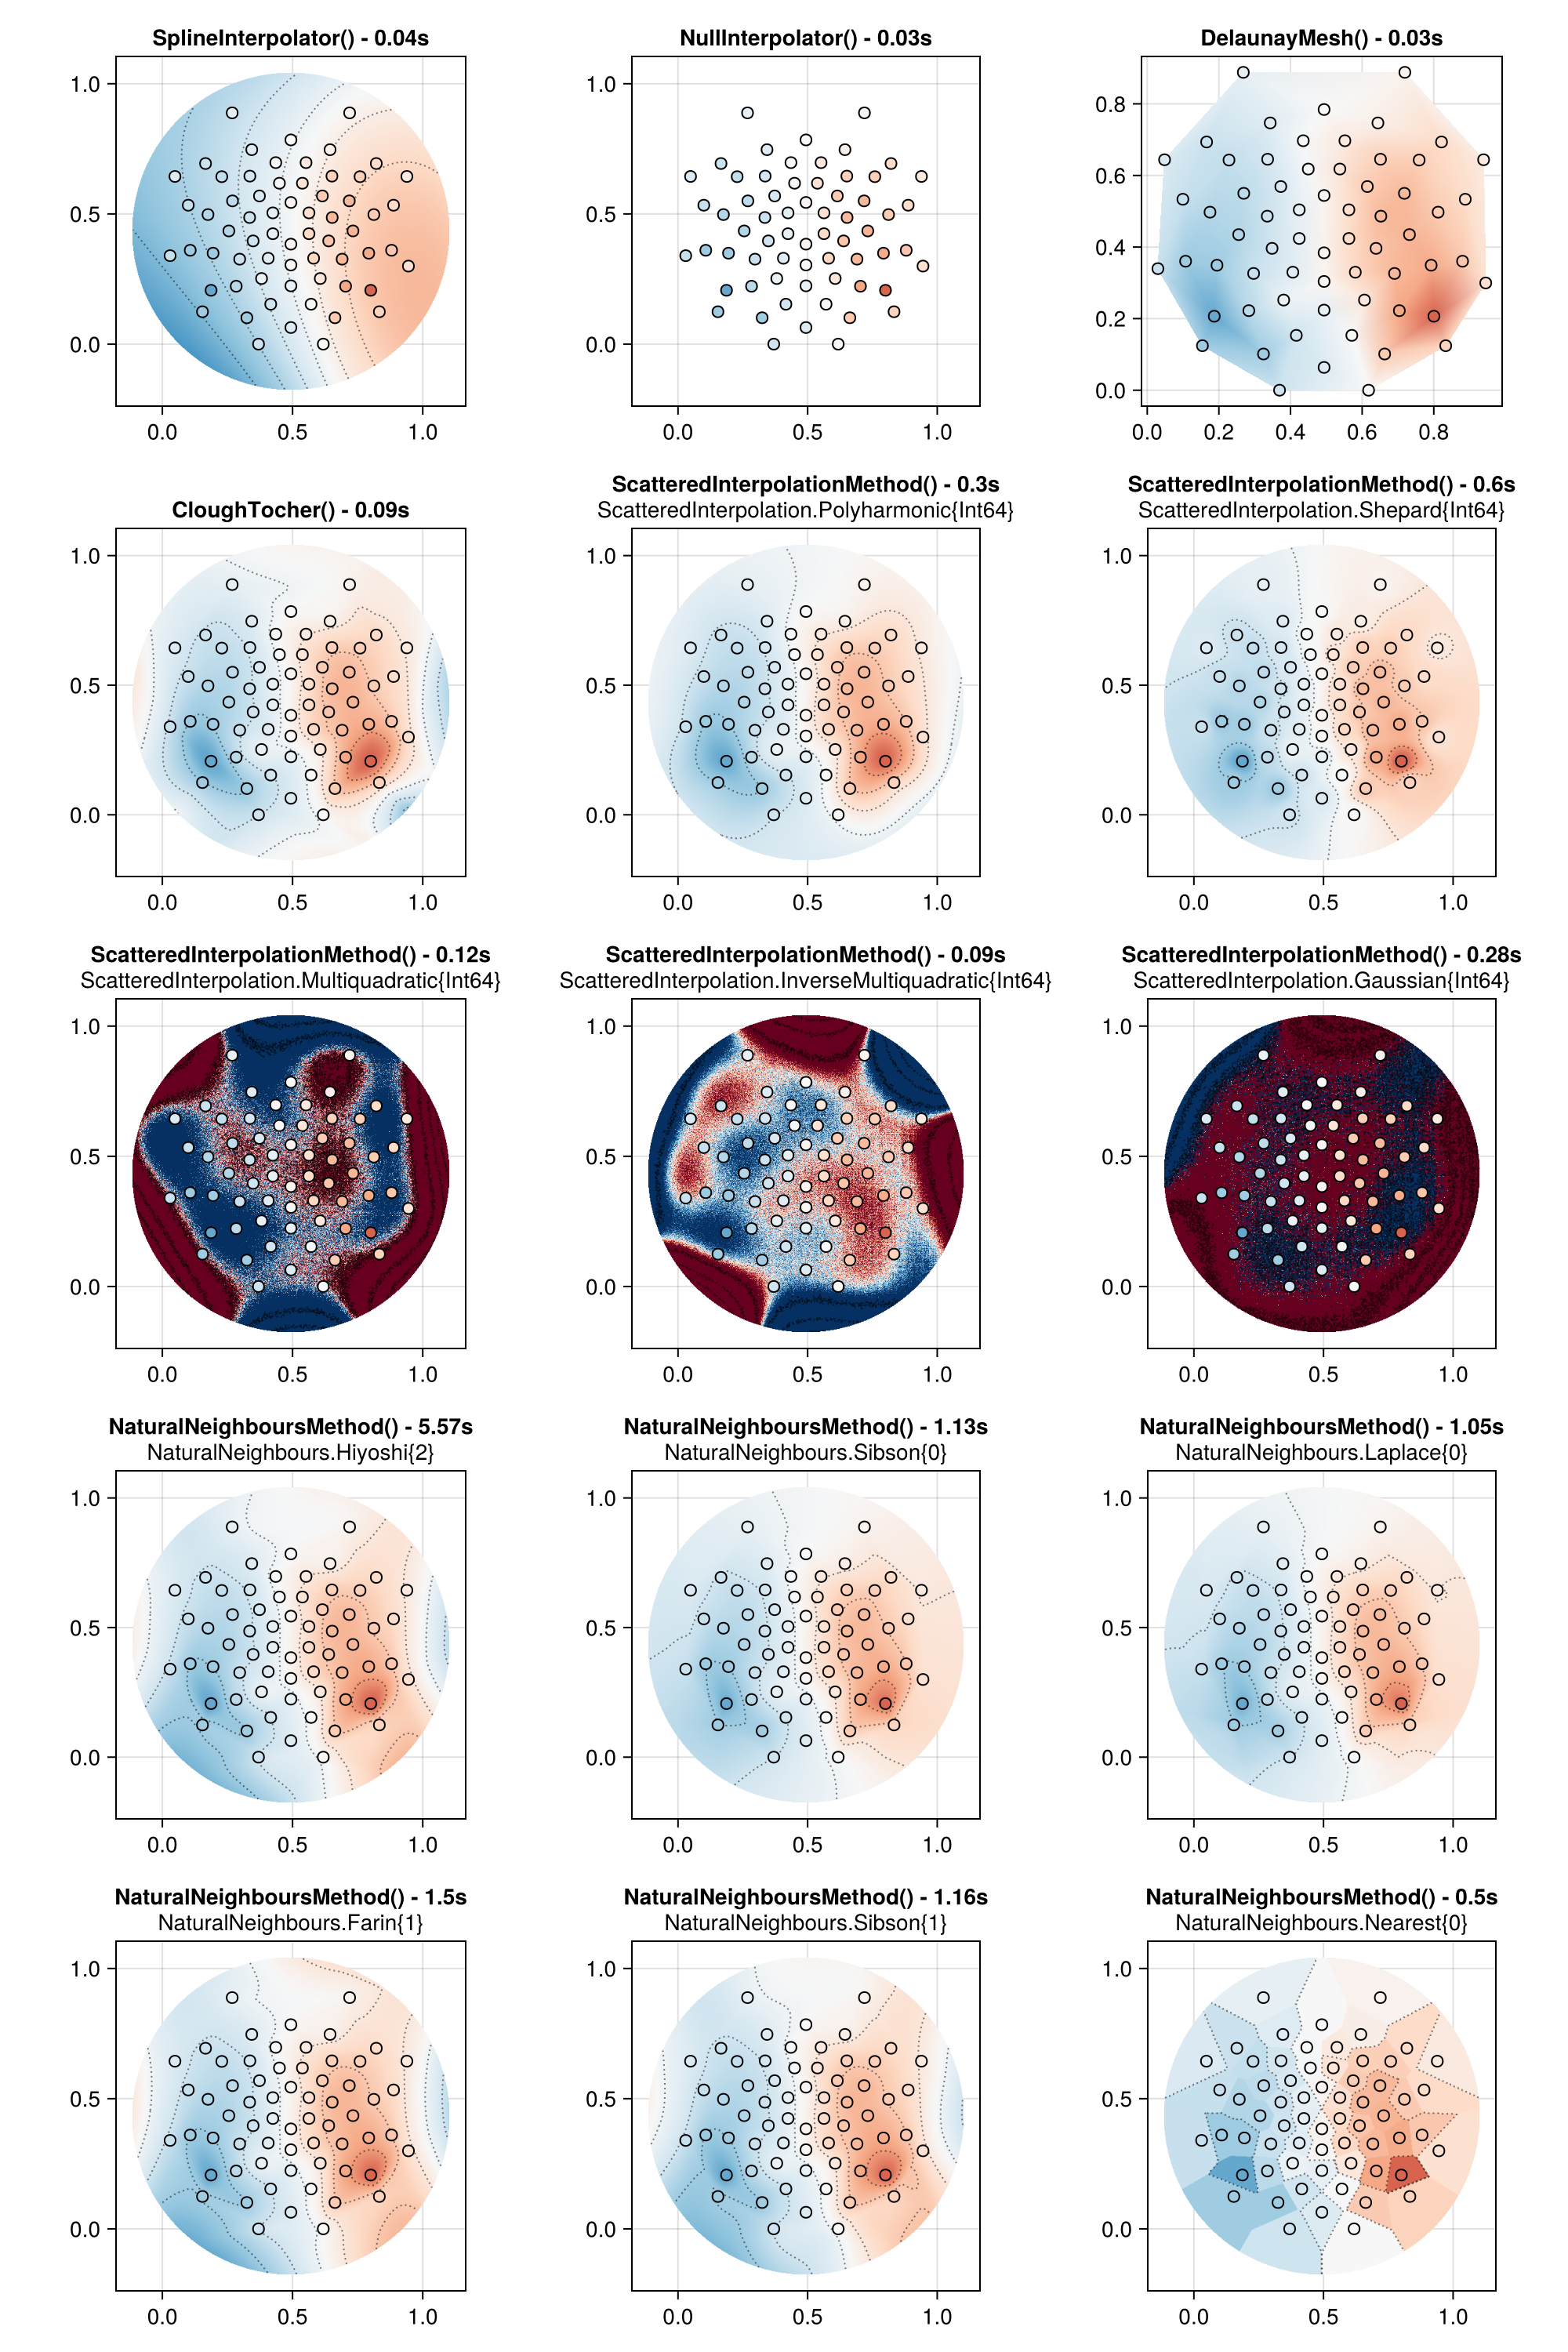 SplineInterpolator() - 0.04s
NullInterpolator() - 0.03s
DelaunayMesh() - 0.03s
1.0
0.5
0.0
0.0 0.5 1.0
1.0
0.5
0.0
0.0 0.5 1.0
0.8
0.6
0.4
0.2
0.0
0.0 0.2 0.4 0.6 0.8
CloughTocher() - 0.09s
ScatteredInterpolationMethod() - 0.3s
ScatteredInterpolation.Polyharmonic{Int64}
ScatteredInterpolationMethod() - 0.6s
ScatteredInterpolation.Shepard{Int64}
1.0
0.5
0.0
0.0 0.5 1.0
1.0
0.5
0.0
0.0 0.5 1.0
1.0
0.5
0.0
0.0 0.5 1.0
ScatteredInterpolationMethod() - 0.12s
ScatteredInterpolation.Multiquadratic{Int64}
ScatteredInterpolationMethod() - 0.09s
ScatteredInterpolation.InverseMultiquadratic{Int64}
ScatteredInterpolationMethod() - 0.28s
ScatteredInterpolation.Gaussian{Int64}
1.0
0.5
0.0
0.0 0.5 1.0
1.0
0.5
0.0
0.0 0.5 1.0
1.0
0.5
0.0
0.0 0.5 1.0
NaturalNeighboursMethod() - 5.57s
NaturalNeighbours.Hiyoshi{2}
NaturalNeighboursMethod() - 1.13s
NaturalNeighbours.Sibson{0}
NaturalNeighboursMethod() - 1.05s
NaturalNeighbours.Laplace{0}
1.0
0.5
0.0
0.0 0.5 1.0
1.0
0.5
0.0
0.0 0.5 1.0
1.0
0.5
0.0
0.0 0.5 1.0
NaturalNeighboursMethod() - 1.5s
NaturalNeighbours.Farin{1}
NaturalNeighboursMethod() - 1.16s
NaturalNeighbours.Sibson{1}
NaturalNeighboursMethod() - 0.5s
NaturalNeighbours.Nearest{0}
1.0
0.5
0.0
0.0 0.5 1.0
1.0
0.5
0.0
0.0 0.5 1.0
1.0
0.5
0.0
0.0 0.5 1.0